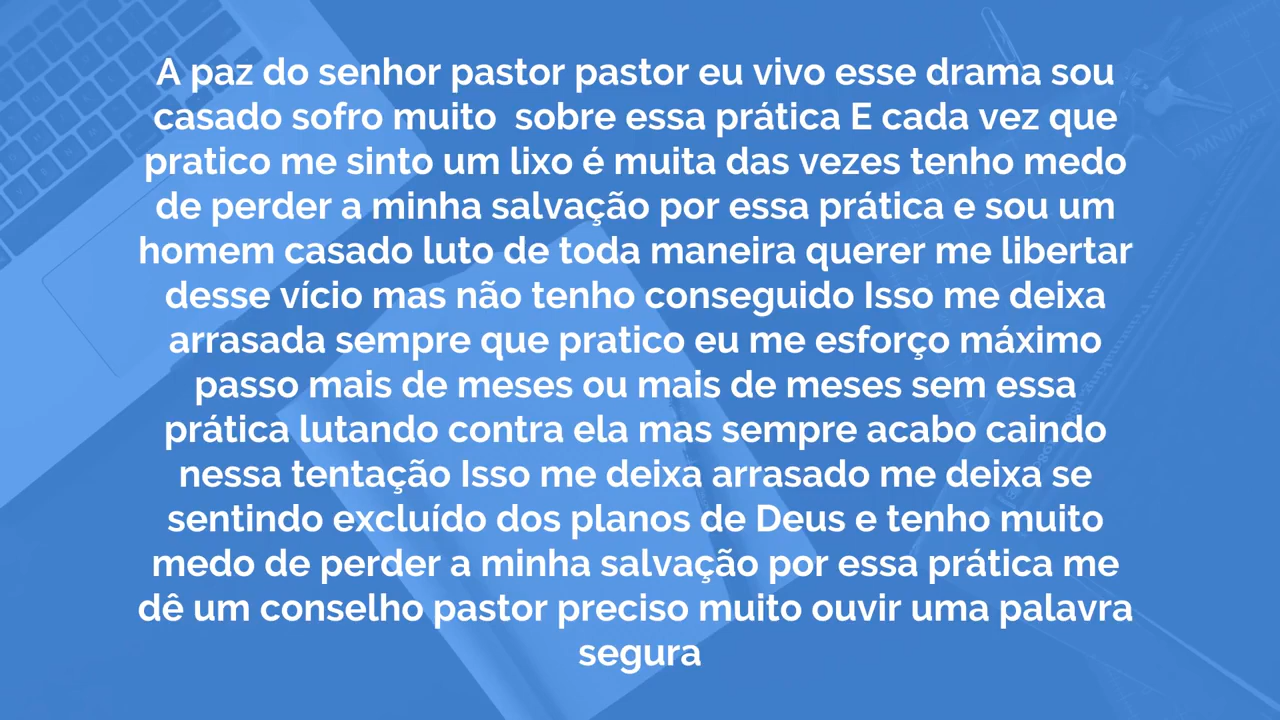 A paz do senhor pastor pastor eu vivo esse drama sou
casado sofro muito  sobre essa prática E cada vez que
pratico me sinto um lixo é muita das vezes tenho medo
de perder a minha salvação por essa prática e sou um
homem casado luto de toda maneira querer me libertar
desse vício mas não tenho conseguido Isso me deixa
arrasada sempre que pratico eu me esforço máximo
passo mais de meses ou mais de meses sem essa
prática lutando contra ela mas sempre acabo caindo
nessa tentação Isso me deixa arrasado me deixa se
sentindo excluído dos planos de Deus e tenho muito
medo de perder a minha salvação por essa prática me
dê um conselho pastor preciso muito ouvir uma palavra
segura